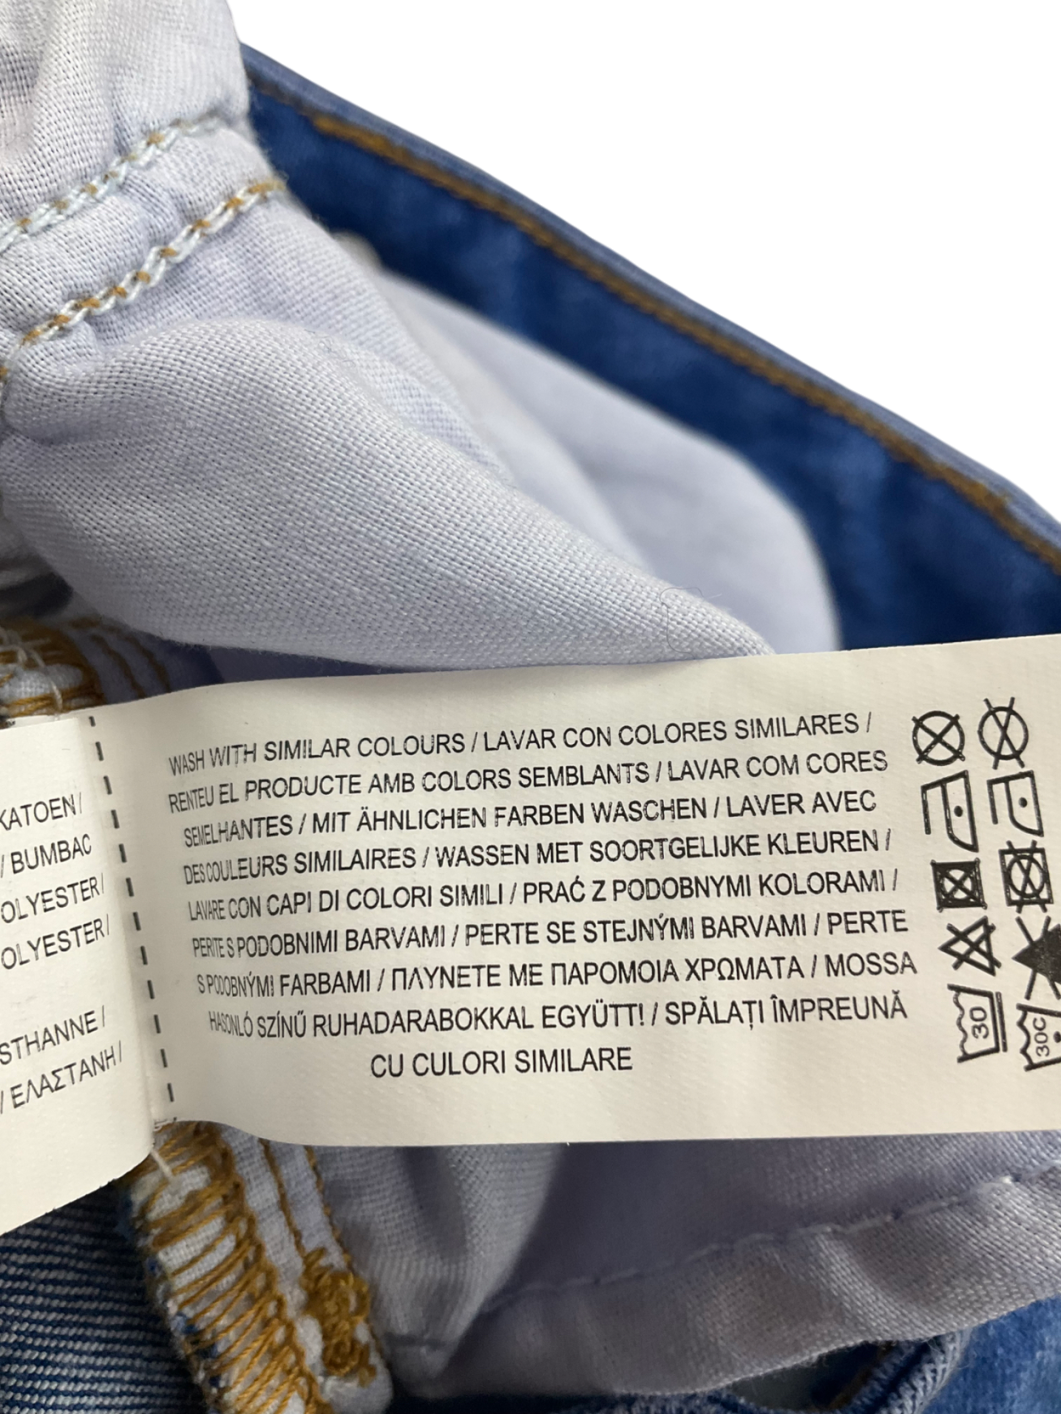 KATOEN /
/ BUMBAC
OLYESTER/
OLYESTER/
STHANNE /
/ ΕΛΑΣΤΑΝΗ /
WASH WITH SIMILAR COLOURS / LAVAR CON COLORES SIMILARES /
RENTEU EL PRODUCTE AMB COLORS SEMBLANTS / LAVAR COM CORES
SEMELHANTES / MIT ÄHNLICHEN FARBEN WASCHEN / LAVER AVEC
DES COULEURS SIMILAIRES / WASSEN MET SOORTGELIJKE KLEUREN /
LAVARE CON CAPI DI COLORI SIMILI / PRAĆ Z PODOBNYMI KOLORAMI /
PERTE S PODOBNIMI BARVAMI / PERTE SE STEJNÝMI BARVAMI / PERTE
S PODOBNÝMI FARBAMI / ΠΛΥΝΕΤΕ ΜΕ ΠΑΡΟΜΟΙΑ ΧΡΩΜΑΤΑ / MOSSA
HASONLÓ SZÍNŰ RUHADARABOKKAL EGYÜTT! / SPĂLAȚI ÎMPREUNĂ
CU CULORI SIMILARE
30
30C